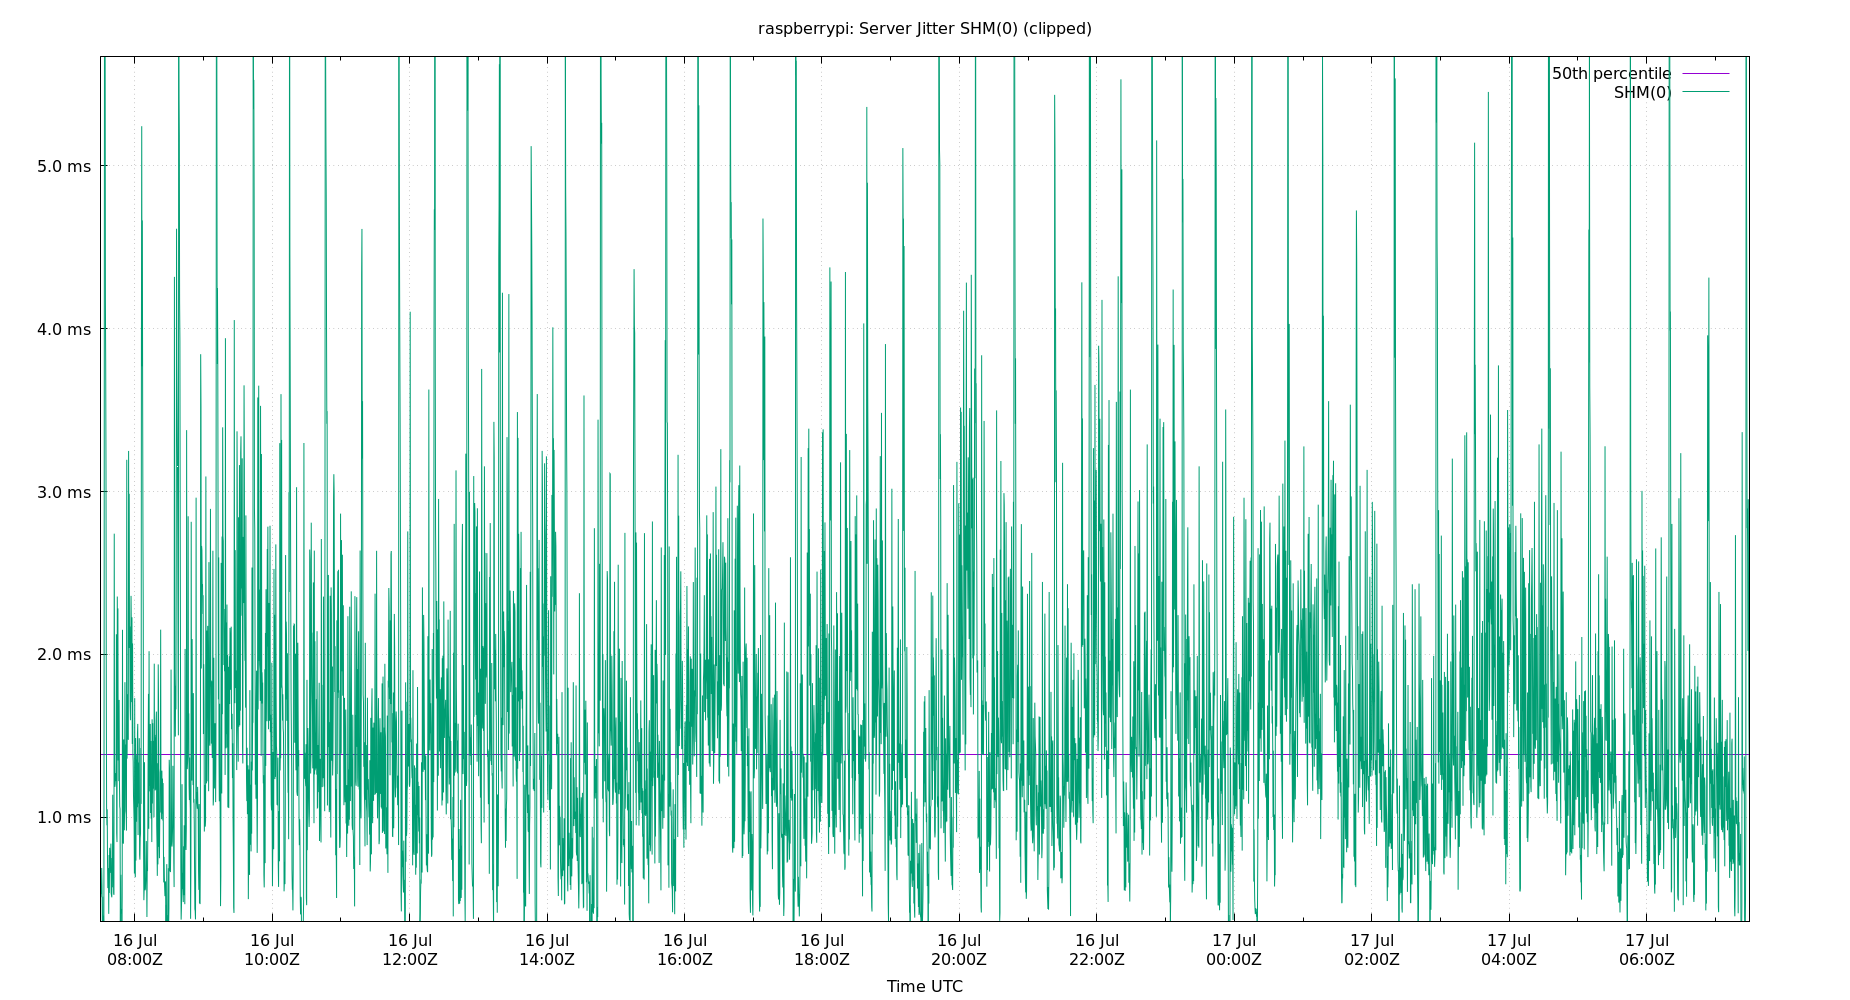 raspberrypi: Server Jitter SHM(0) (clipped)
50th percentile
SHM(0)
5.0 ms
4.0 ms
3.0 ms
2.0 ms
1.0 ms
16 Jul 16 Jul 16 Jul 16 Jul 16 Jul 16 Jul 16 Jul 16 Jul 17 Jul 17 Jul 17 Jul 17 Jul
08:00Z 10:00Z 12:00Z 14:00Z 16:00Z 18:00Z 20:00Z 22:00Z 00:00Z 02:00Z 04:00Z 06:00Z
Time UTC